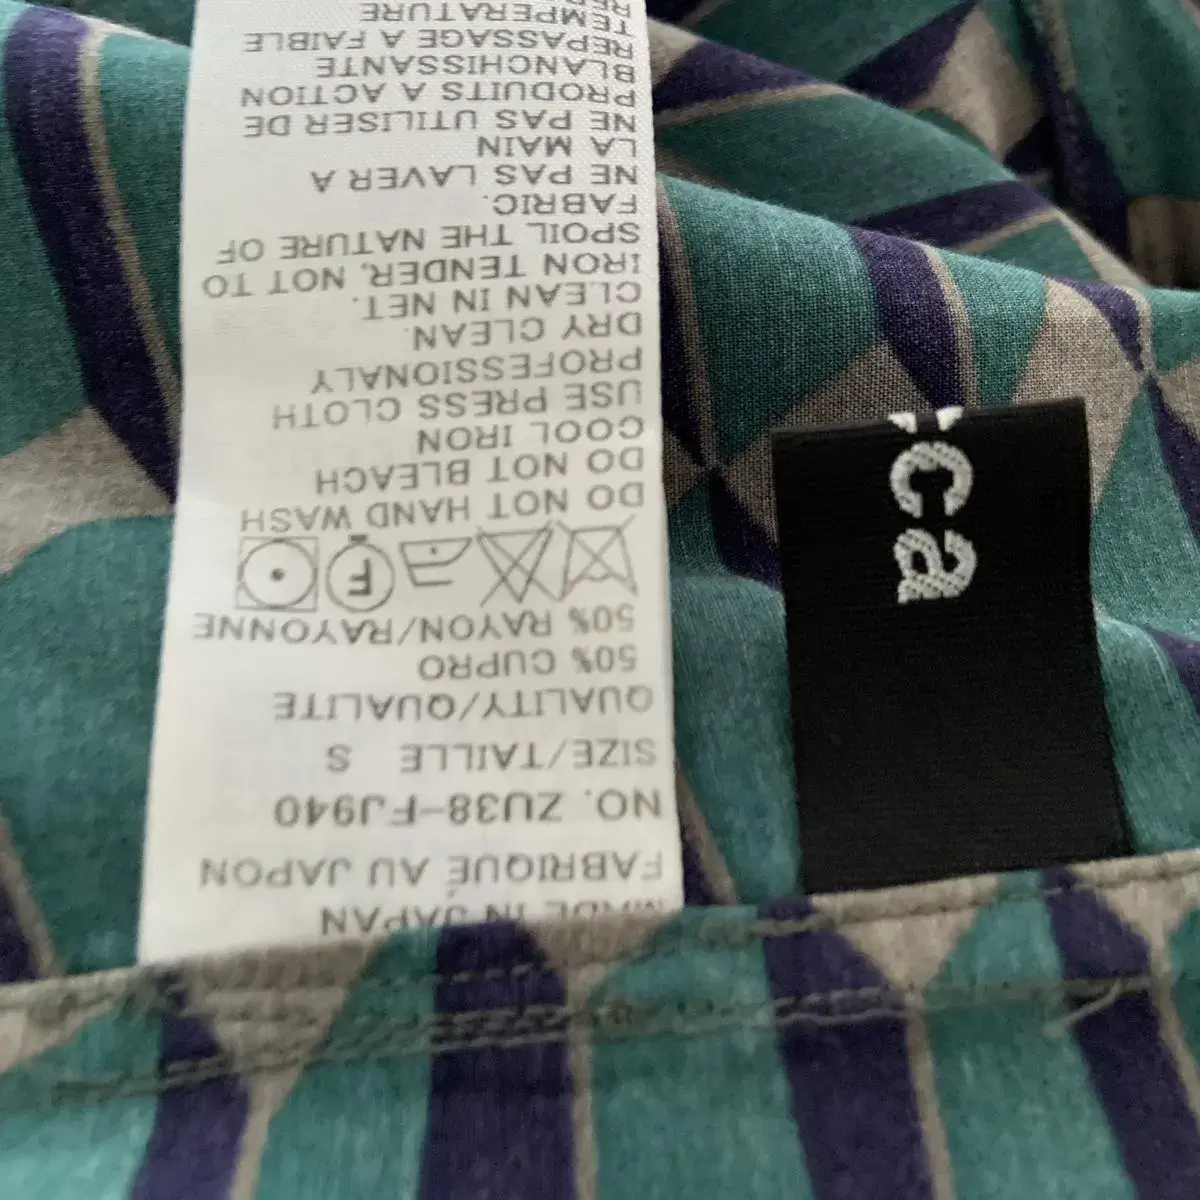 MADE IN JAPAN
FABRIQUÉ AU JAPON
NO. ZU38-FJ940
SIZE/TAILLE S
QUALITY/QUALITE
50% CUPRO
50% RAYON/RAYONNE
F
DO NOT HAND WASH
DO NOT BLEACH
COOL IRON
USE PRESS CLOTH
PROFESSIONALY
DRY CLEAN.
CLEAN IN NET.
IRON TENDER, NOT TO
SPOIL THE NATURE OF
FABRIC.
NE PAS LAVER A
LA MAIN
NE PAS UTILISER DE
PRODUITS A ACTION
BLANCHISSANTE
REPASSAGE A FAIBLE
TEMPERATURE
ca